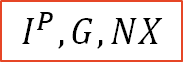 I^P, G, NX